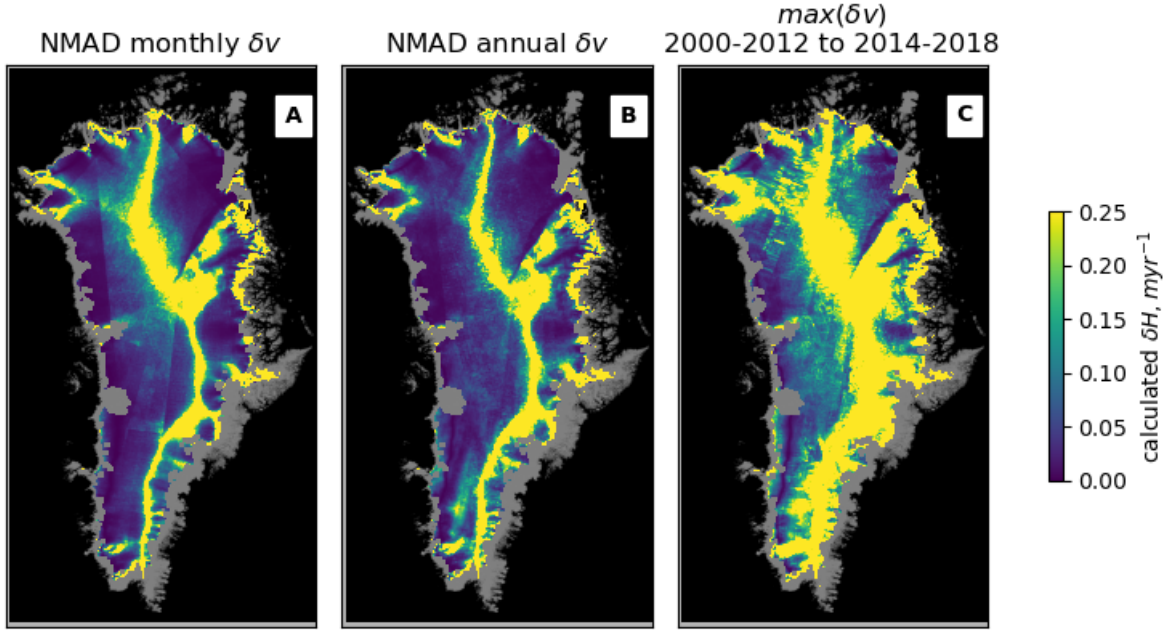 NMAD monthly δv
NMAD annual δv
max(δv)
2000-2012 to 2014-2018
A
B
C
0.25
0.20
0.15
0.10
0.05
0.00
calculated δH, myr⁻¹